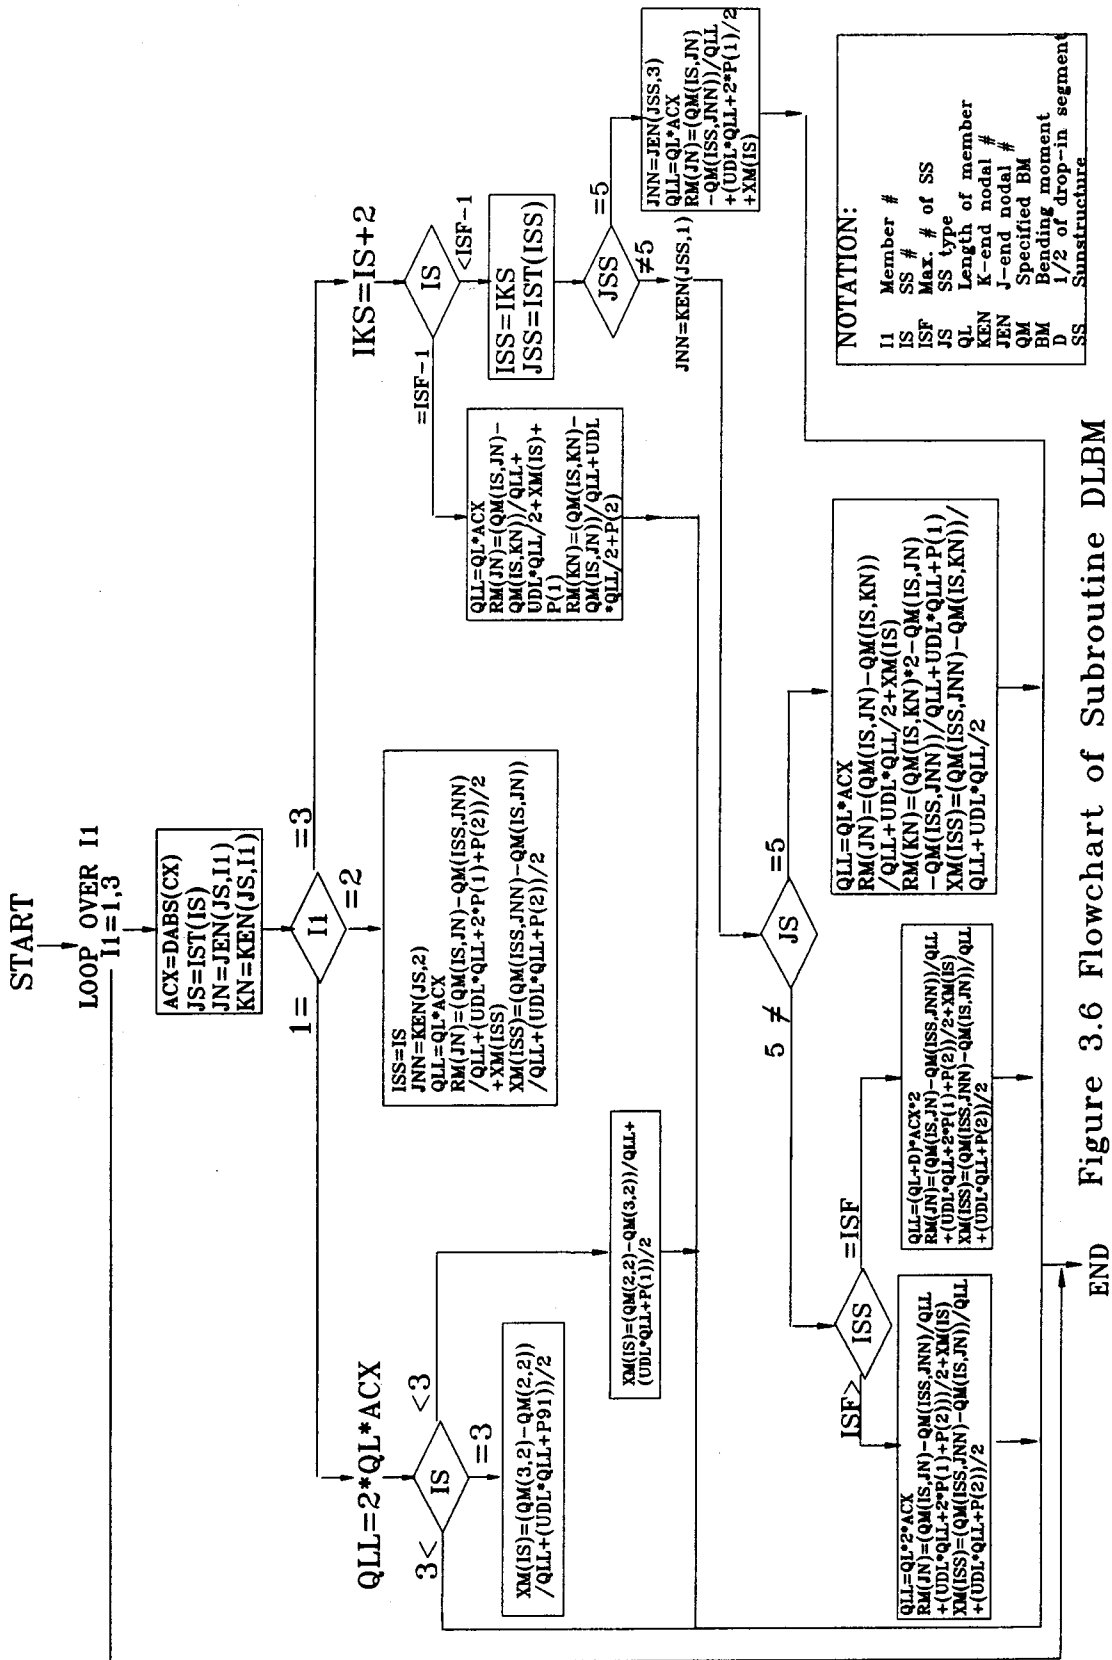 START
LOOP OVER I1
I1=1,3
ACX=DABS(CX)
JS=IST(IS)
JN=JEN(JS,I1)
KN=KEN(JS,I1)
I1
1=
=2
=3
QLL=2*QL*ACX
IS
3<
<3
=3
XM(IS)=(QM(3,2)-QM(2,2))
/QLL+(UDL*QLL+P91))/2
XM(IS)=(QM(2,2)-QM(3,2))/QLL+
(UDL*QLL+P(1))/2
ISS=IS
JNN=KEN(JS,2)
QLL=QL*ACX
RM(JN)=(QM(IS,JN)-QM(ISS,JNN)
/QLL+(UDL*QLL+2*P(1)+P(2))/2
+XM(ISS)
XM(ISS)=(QM(ISS,JNN)-QM(IS,JN))
/QLL+(UDL*QLL+P(2))/2
IKS=IS+2
IS
=ISF-1
<ISF-1
QLL=QL*ACX
RM(JN)=(QM(IS,JN)-
QM(IS,KN))/QLL+
UDL*QLL/2+XM(IS)+
P(1)
RM(KN)=(QM(IS,KN)-
QM(IS,JN))/QLL+UDL
*QLL/2+P(2)
ISS=IKS
JSS=IST(ISS)
JSS
=5
≠5
JNN=JEN(JSS,3)
QLL=QL*ACX
RM(JN)=(QM(IS,JN)
-QM(ISS,JNN))/QLL
+(UDL*QLL+2*P(1)/2
+XM(IS)
JNN=KEN(JSS,1)
JS
5 ≠
=5
QLL=QL*ACX
RM(JN)=(QM(IS,JN)-QM(IS,KN))
/QLL+UDL*QLL/2+XM(IS)
RM(KN)=(QM(IS,KN)*2-QM(IS,JN)
-QM(ISS,JNN))/QLL+UDL*QLL+P(1)
XM(ISS)=(QM(ISS,JNN)-QM(IS,KN))/
QLL+UDL*QLL/2
ISS
ISF>
=ISF
QLL=QL*2*ACX
RM(JN)=(QM(IS,JN)-QM(ISS,JNN)/QLL
+(UDL*QLL+2*P(1)+P(2)))/2+XM(IS)
XM(ISS)=(QM(ISS,JNN)-QM(IS,JN))/QLL
+(UDL*QLL+P(2))/2
QLL=(QL+D)*ACX*2
RM(JN)=(QM(IS,JN)-QM(ISS,JNN))/QLL
+(UDL*QLL+2*P(1)+P(2))/2+XM(IS)
XM(ISS)=(QM(ISS,JNN)-QM(IS,JN))/QLL
+(UDL*QLL+P(2))/2
NOTATION:
I1 Member #
IS SS #
ISF Max. # of SS
JS SS type
QL Length of member
KEN K-end nodal #
JEN J-end nodal #
QM Specified BM
BM Bending moment
D 1/2 of drop-in segment
SS Sunstructure
END
Figure 3.6 Flowchart of Subroutine DLBM